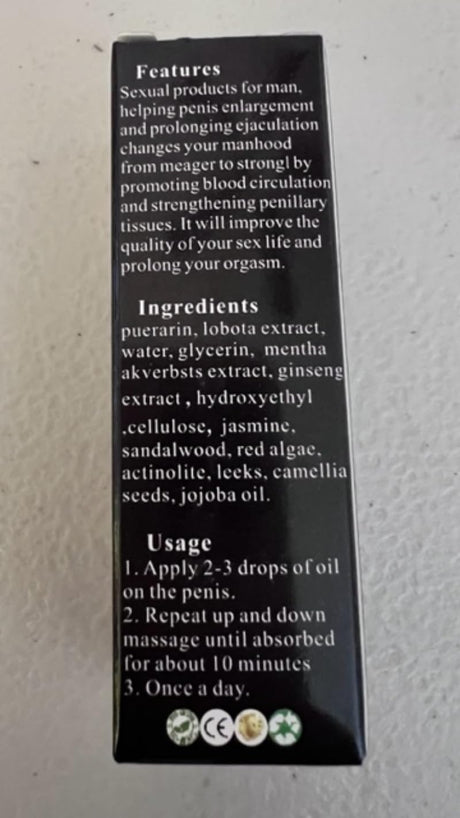 Features
Sexual products for man,
helping penis enlargement
and prolonging ejaculation
changes your manhood
from meager to strongl by
promoting blood circulation
and strengthening penillary
tissues. It will improve the
quality of your sex life and
prolong your orgasm.
Ingredients
puerarin, lobota extract,
water, glycerin, mentha
akverbsts extract, ginseng
extract , hydroxyethyl
.cellulose, jasmine,
sandalwood, red algae,
actinolite, leeks, camellia
seeds, jojoba oil.
Usage
1. Apply 2-3 drops of oil
on the penis.
2. Repeat up and down
massage until absorbed
for about 10 minutes
3. Once a day.
CE